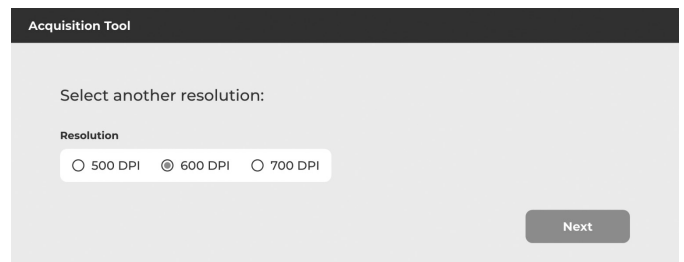 Acquisition Tool
Select another resolution:
Resolution
500 DPI 600 DPI 700 DPI
Next